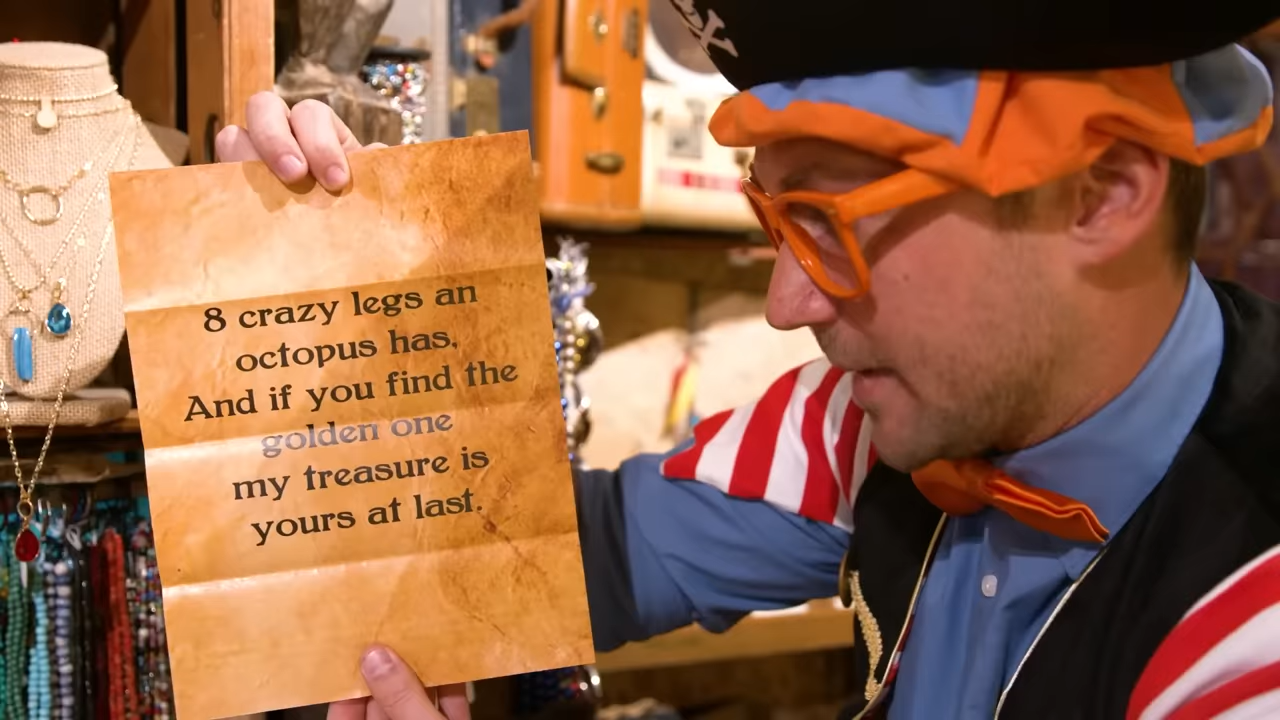 8 crazy legs an
octopus has,
And if you find the
golden one
my treasure is
yours at last.